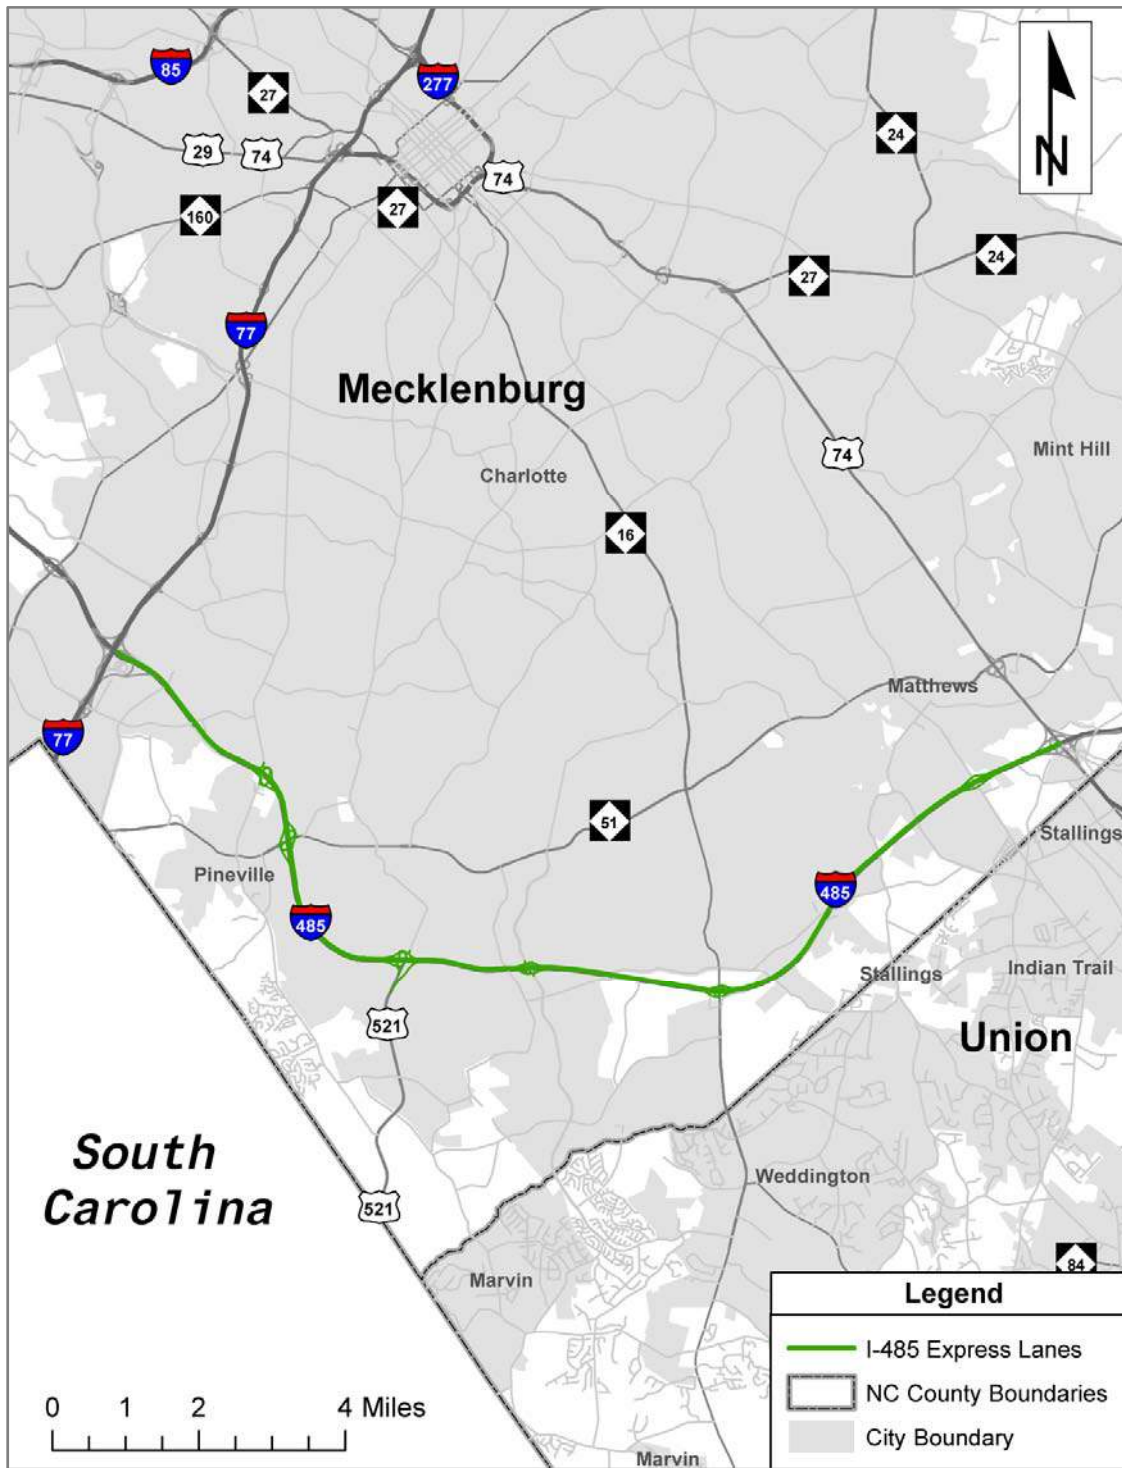 85
277
27
24
29
74
74
160
27
24
27
77
Mecklenburg
Mint Hill
74
Charlotte
16
Matthews
77
51
Stallings
Pineville
485
485
Stallings
Indian Trail
521
Union
South
Carolina
Weddington
521
84
Marvin
Legend
I-485 Express Lanes
NC County Boundaries
City Boundary
0 1 2 4 Miles
Marvin
N